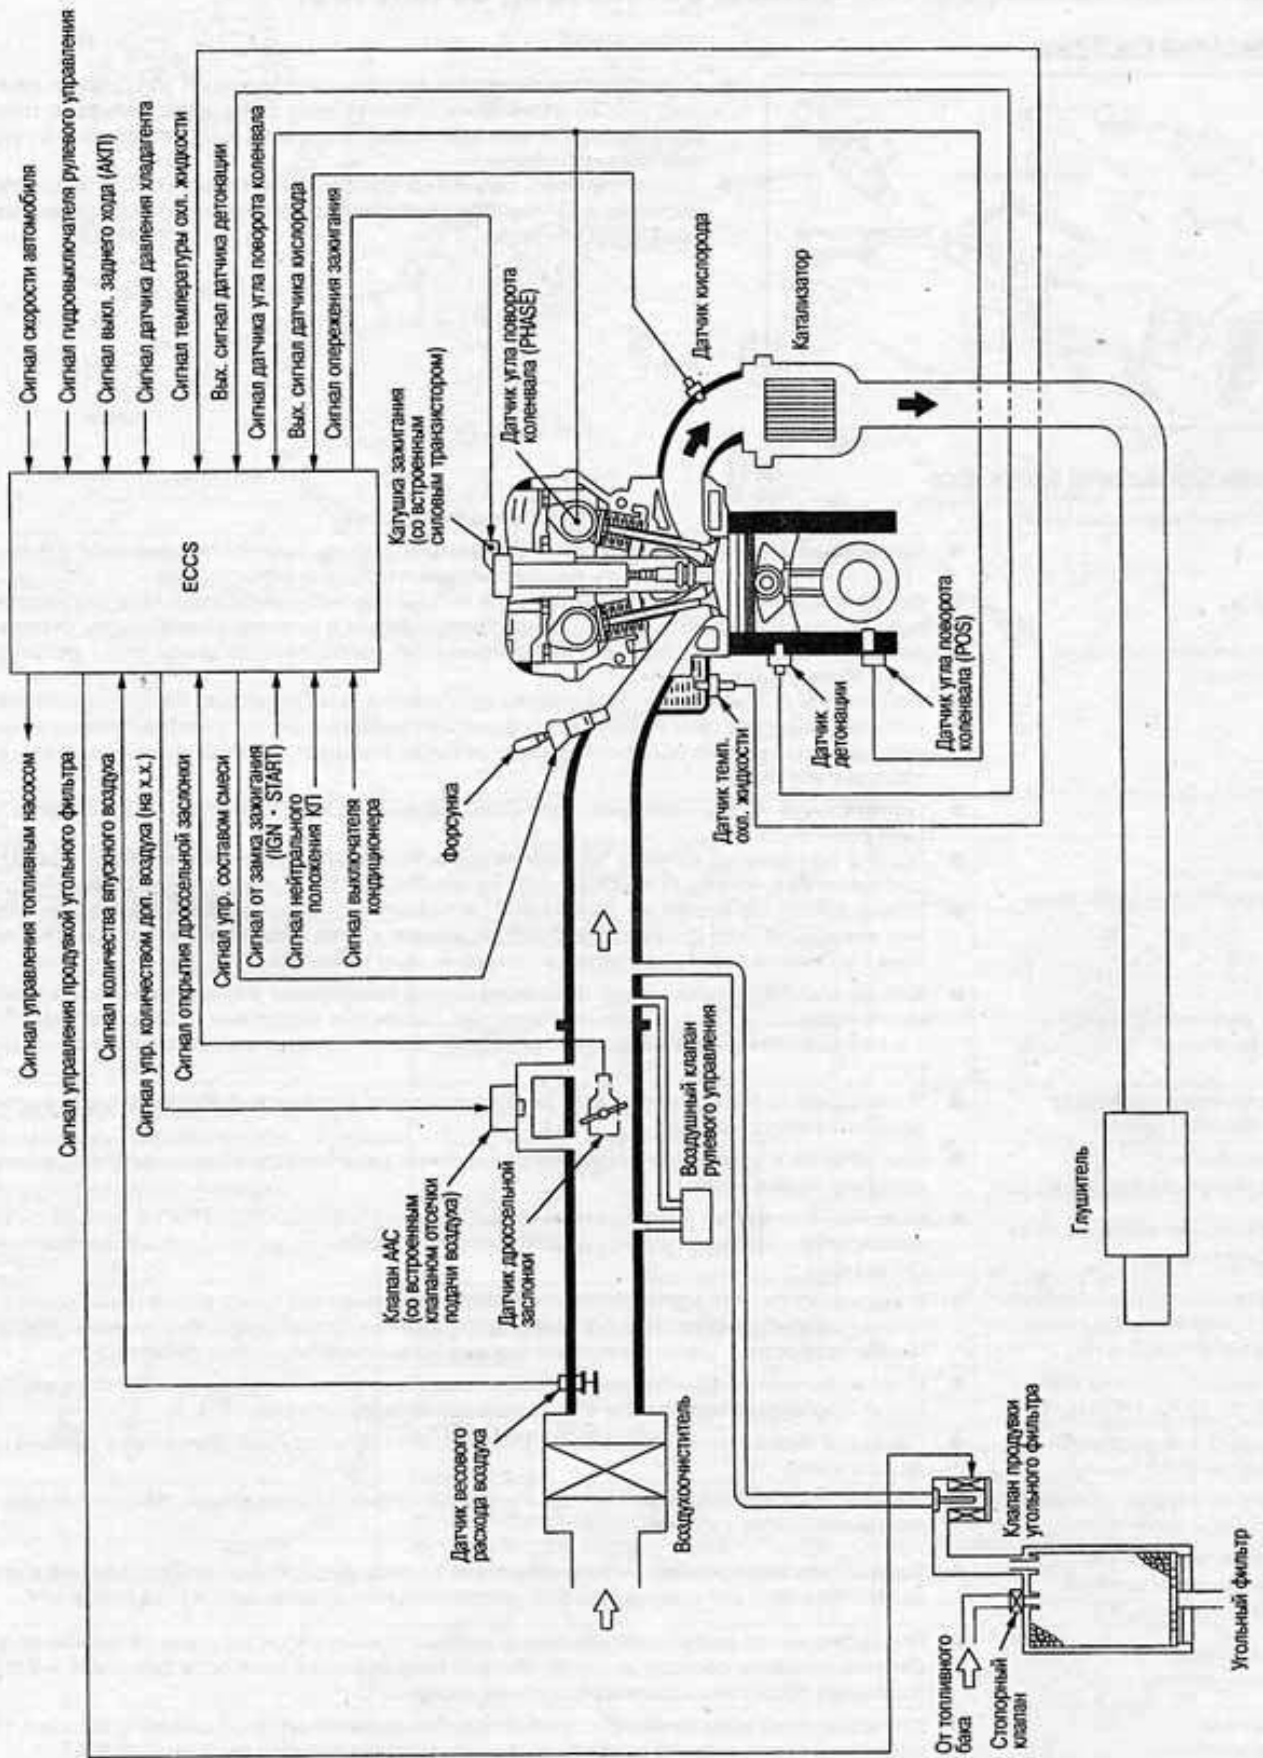 Сигнал управления топливным насосом
Сигнал управления продувкой угольного фильтра
Сигнал количества впускного воздуха
Сигнал упр. количеством доп. воздуха (на х.х.)
Сигнал открытия дроссельной заслонки
Сигнал упр. составом смеси
Сигнал от замка зажигания
(IGN · START)
Сигнал нейтрального
положения КП
Сигнал выключателя
кондиционера
ECCS
Сигнал скорости автомобиля
Сигнал гидровыключателя рулевого управления
Сигнал выкл. заднего хода (АКП)
Сигнал датчика давления хладагента
Сигнал температуры охл. жидкости
Вых. сигнал датчика детонации
Сигнал датчика угла поворота коленвала
Вых. сигнал датчика кислорода
Сигнал опережения зажигания
Клапан ААС
(со встроенным
клапаном отсечки
подачи воздуха)
Датчик дроссельной
заслонки
Датчик весового
расхода воздуха
Форсунка
Катушка зажигания
(со встроенным
силовым транзистором)
Датчик угла поворота
коленвала (PHASE)
Датчик кислорода
Катализатор
Воздухоочиститель
Воздушный клапан
рулевого управления
Датчик темп.
охл. жидкости
Датчик
детонации
Датчик угла поворота
коленвала (POS)
От топливного
бака
Стопорный
клапан
Клапан продувки
угольного фильтра
Угольный фильтр
Глушитель